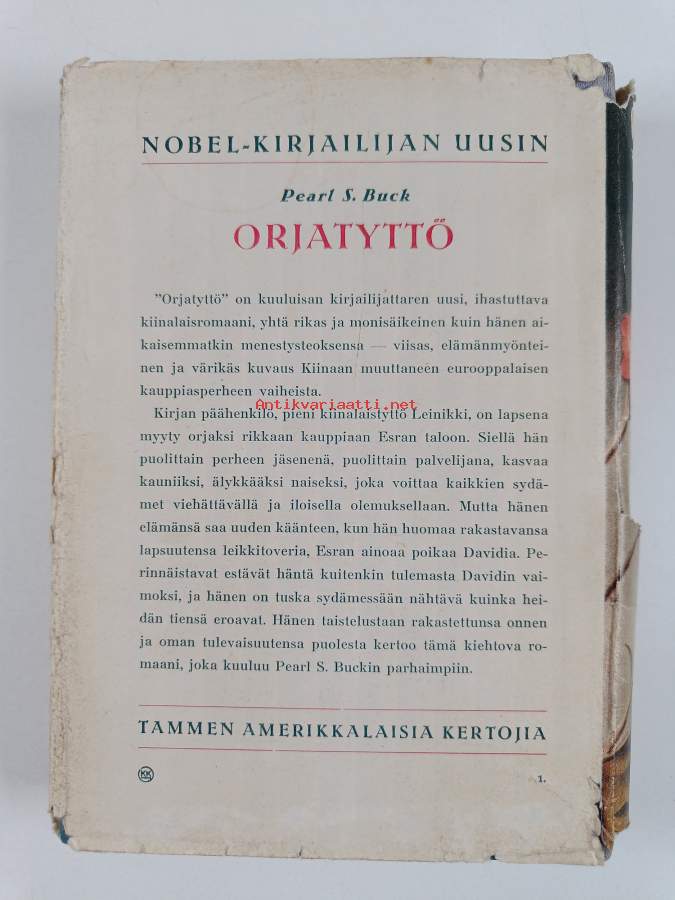 NOBEL-KIRJAILIJAN UUSIN
Pearl S. Buck
ORJATYTTÖ
"Orjatyttö" on kuuluisan kirjailijattaren uusi, ihastuttava
kiinalaisromaani, yhtä rikas ja monisäikeinen kuin hänen ai-
kaisemmatkin menestysteoksensa — viisas, elämänmyöntei-
nen ja värikäs kuvaus Kiinaan muuttaneen eurooppalaisen
kauppiasperheen vaiheista.
Antikvariaatti.net
Kirjan päähenkilö, pieni kiinalaistyttö Leinikki, on lapsena
myyty orjaksi rikkaan kauppiaan Esran taloon. Siellä hän
puolittain perheen jäsenenä, puolittain palvelijana, kasvaa
kauniiksi, älykkääksi naiseksi, joka voittaa kaikkien sydä-
met viehättävällä ja iloisella olemuksellaan. Mutta hänen
elämänsä saa uuden käänteen, kun hän huomaa rakastavansa
lapsuutensa leikkitoveria, Esran ainoaa poikaa Davidia. Pe-
rinnäistavat estävät häntä kuitenkin tulemasta Davidin vai-
moksi, ja hänen on tuska sydämessään nähtävä kuinka hei-
dän tiensä eroavat. Hänen taistelustaan rakastettunsa onnen
ja oman tulevaisuutensa puolesta kertoo tämä kiehtova ro-
maani, joka kuuluu Pearl S. Buckin parhaimpiin.
TAMMEN AMERIKKALAISIA KERTOJIA
KK
1.